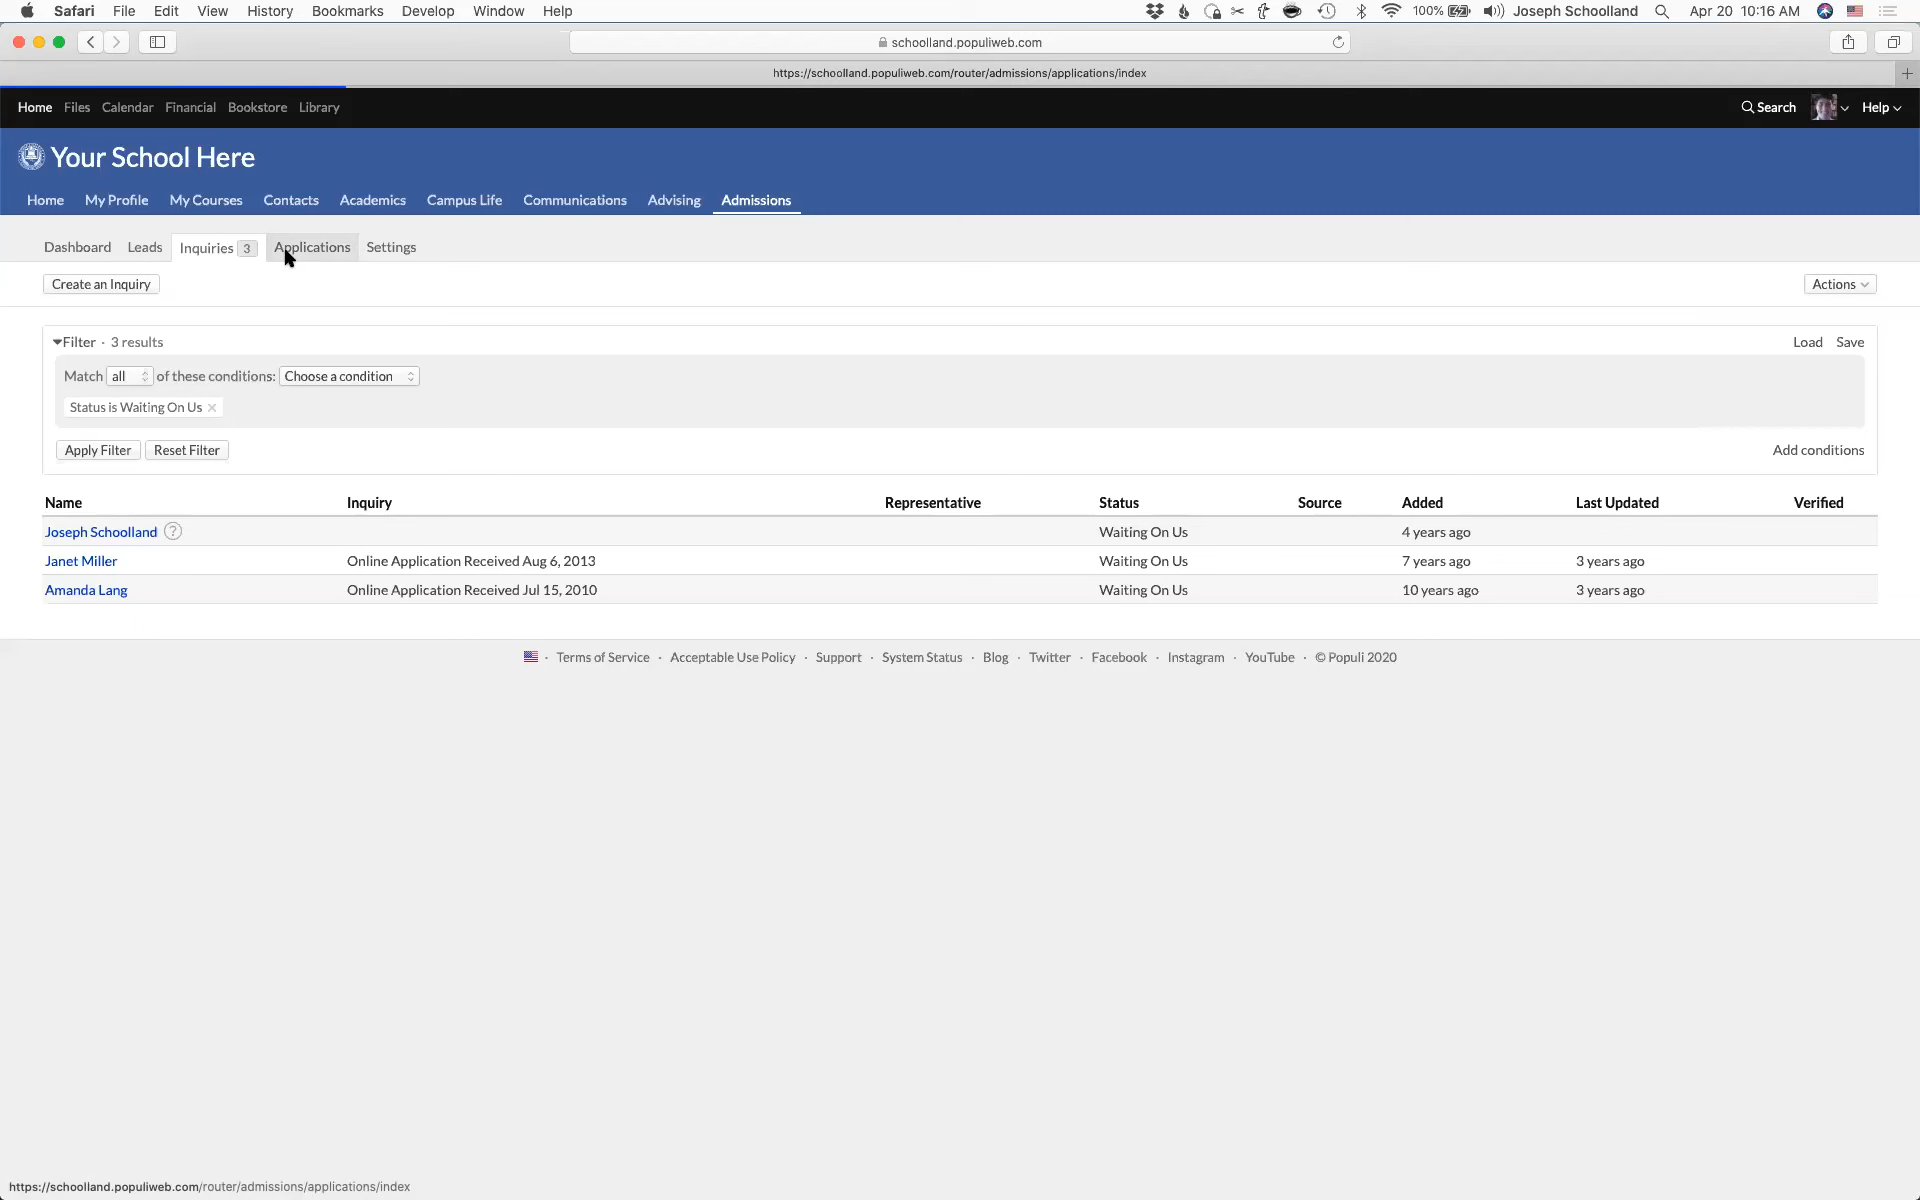 Safari File Edit View History Bookmarks Develop Window Help 100% Joseph Schoolland Apr 20 10:16 AM
schoolland.populiweb.com
https://schoolland.populiweb.com/router/admissions/applications/index
Home Files Calendar Financial Bookstore Library Search Help
Your School Here
Home My Profile My Courses Contacts Academics Campus Life Communications Advising Admissions
Dashboard Leads Inquiries 3 Applications Settings
Create an Inquiry Actions
Filter · 3 results Load Save
Match all of these conditions: Choose a condition
Status is Waiting On Us ×
Apply Filter Reset Filter Add conditions
Name Inquiry Representative Status Source Added Last Updated Verified
Joseph Schoolland ? Waiting On Us 4 years ago
Janet Miller Online Application Received Aug 6, 2013 Waiting On Us 7 years ago 3 years ago
Amanda Lang Online Application Received Jul 15, 2010 Waiting On Us 10 years ago 3 years ago
· Terms of Service · Acceptable Use Policy · Support · System Status · Blog · Twitter · Facebook · Instagram · YouTube · © Populi 2020
https://schoolland.populiweb.com/router/admissions/applications/index